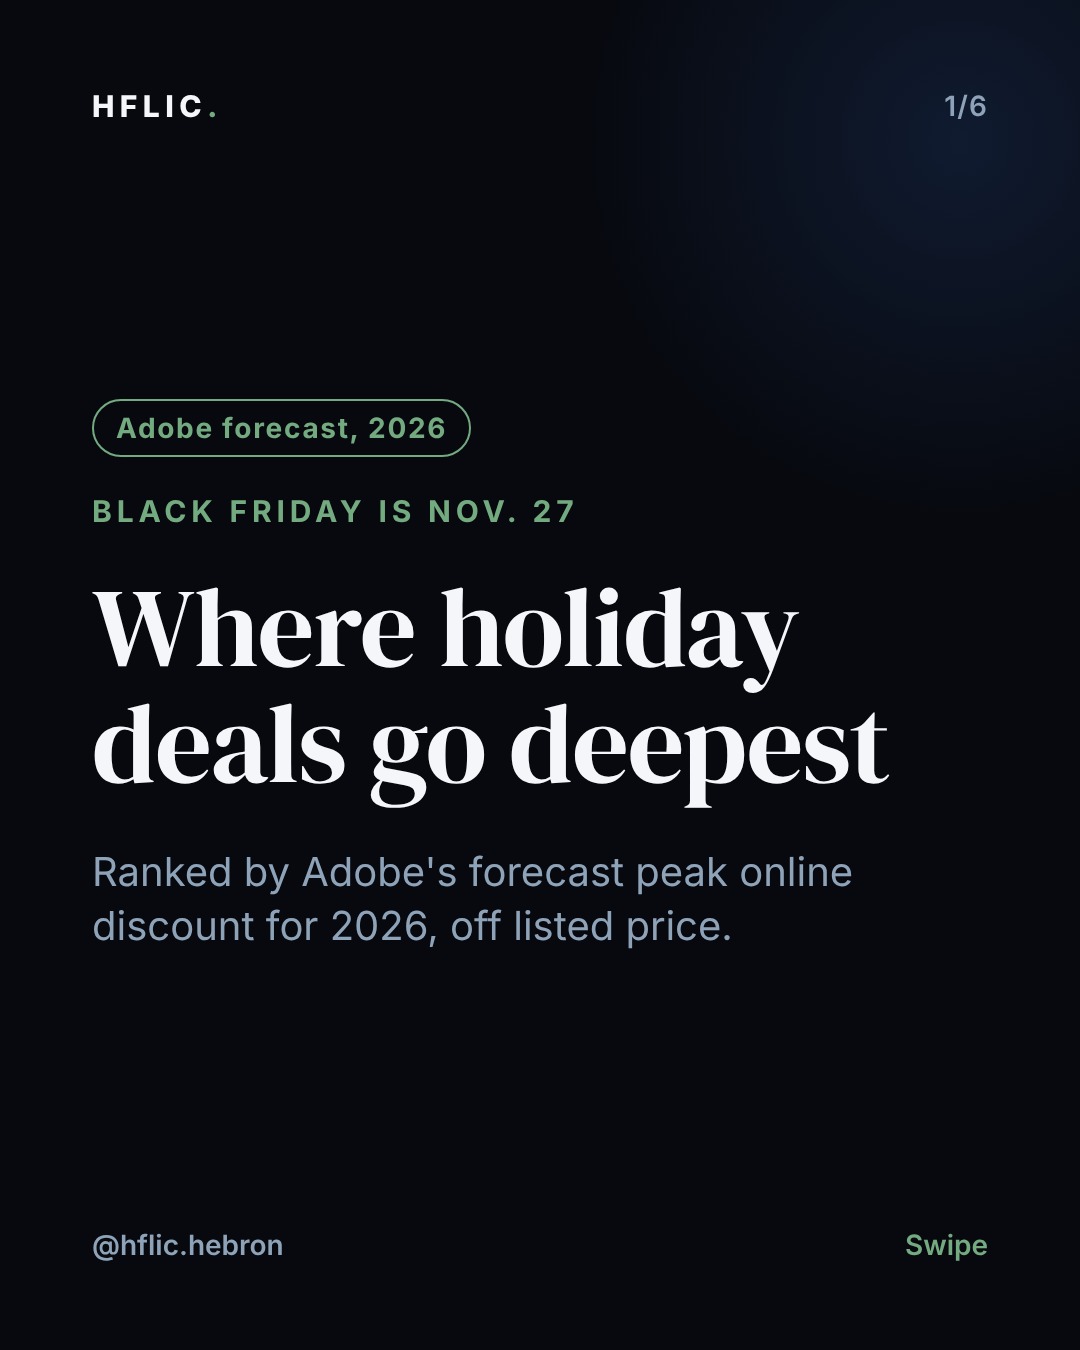 HFLIC.
1/6
Adobe forecast, 2026
BLACK FRIDAY IS NOV. 27
Where holiday
deals go deepest
Ranked by Adobe's forecast peak online
discount for 2026, off listed price.
@hflic.hebron
Swipe